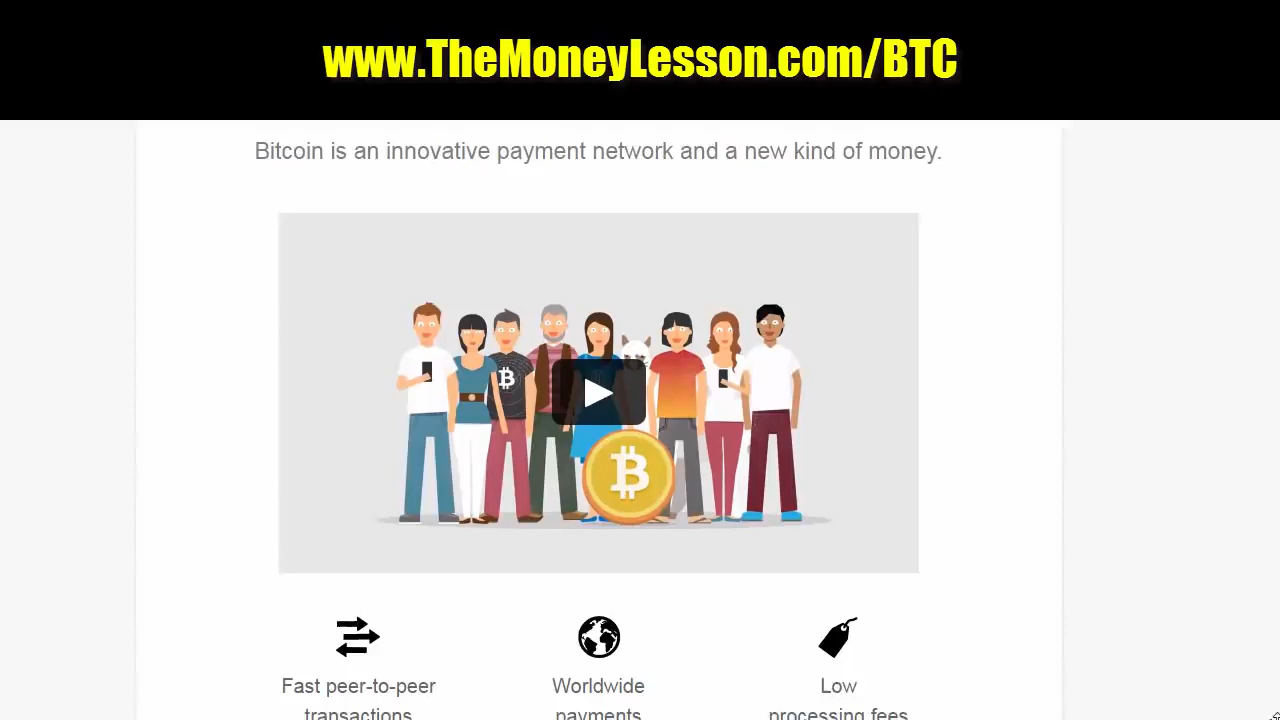 www.TheMoneyLesson.com/BTC
Bitcoin is an innovative payment network and a new kind of money.
Fast peer-to-peer
transactions
Worldwide
payments
Low
processing fees